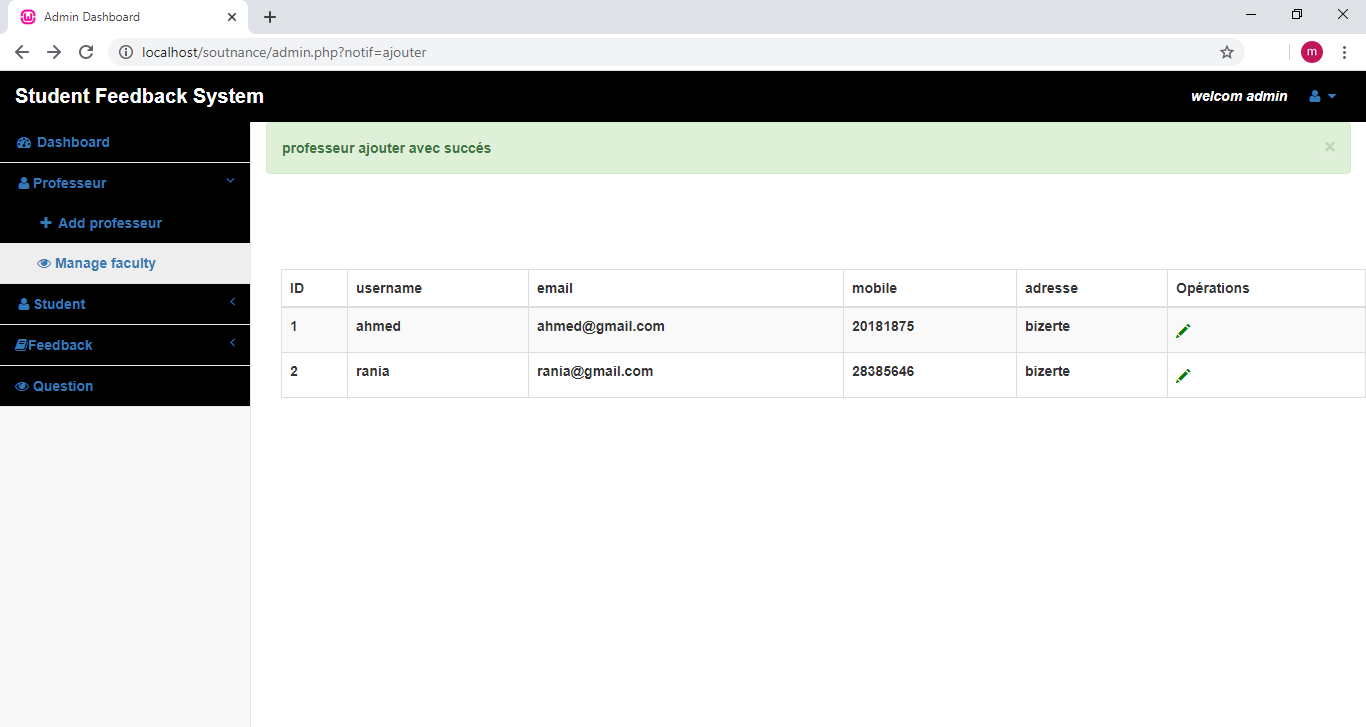 Admin Dashboard
localhost/soutnance/admin.php?notif=ajouter
m
Student Feedback System
welcom admin
Dashboard
professeur ajouter avec succés
×
Professeur
Add professeur
Manage faculty
Student
Feedback
Question
ID username email mobile adresse Opérations
1 ahmed ahmed@gmail.com 20181875 bizerte
2 rania rania@gmail.com 28385646 bizerte